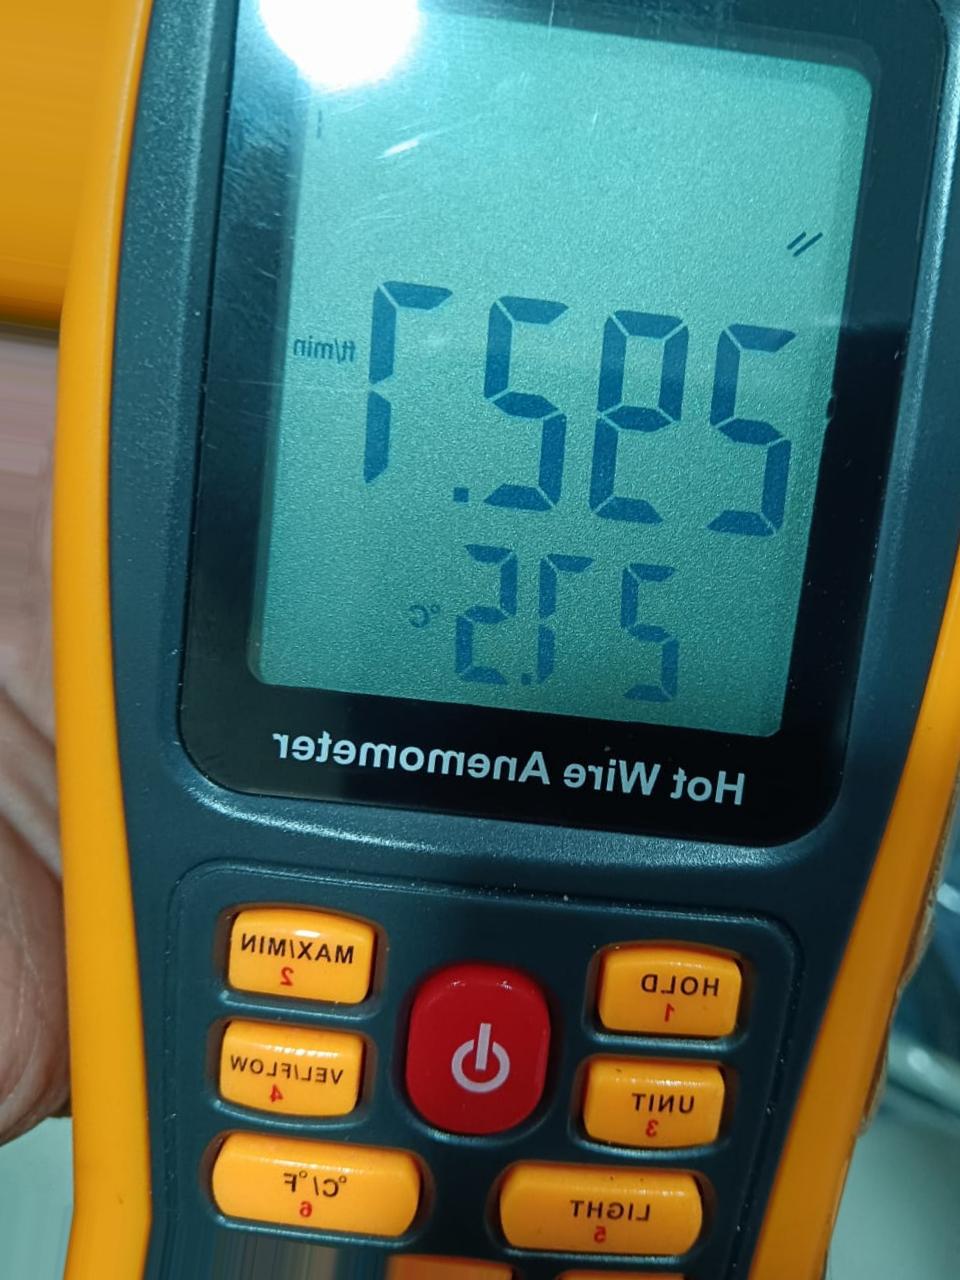 292.7 ft/min
27.5 °C
Hot Wire Anemometer
HOLD
1
MAX/MIN
2
UNIT
3
VEL/FLOW
4
LIGHT
5
°C/°F
6